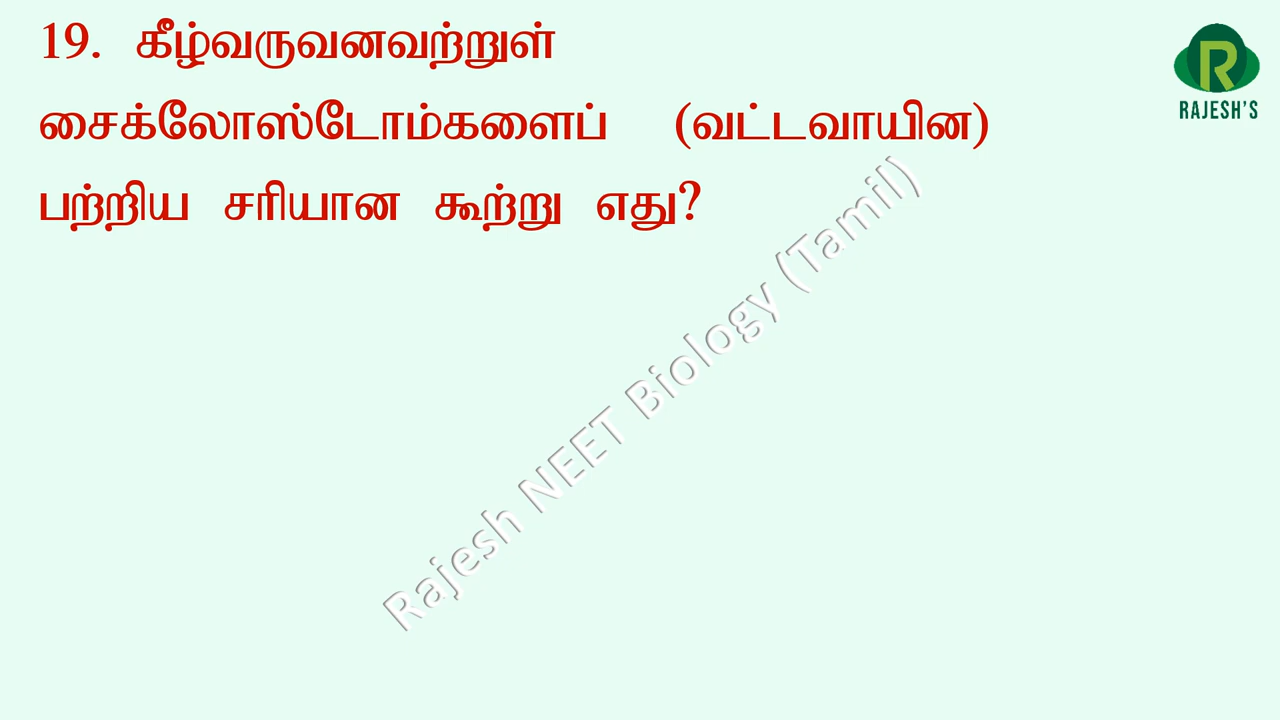 19. கீழ்வருவனவற்றுள்
சைக்லோஸ்டோம்களைப் (வட்டவாயின)
பற்றிய சரியான கூற்று எது?
RAJESH'S
Rajesh NEET Biology (Tamil)